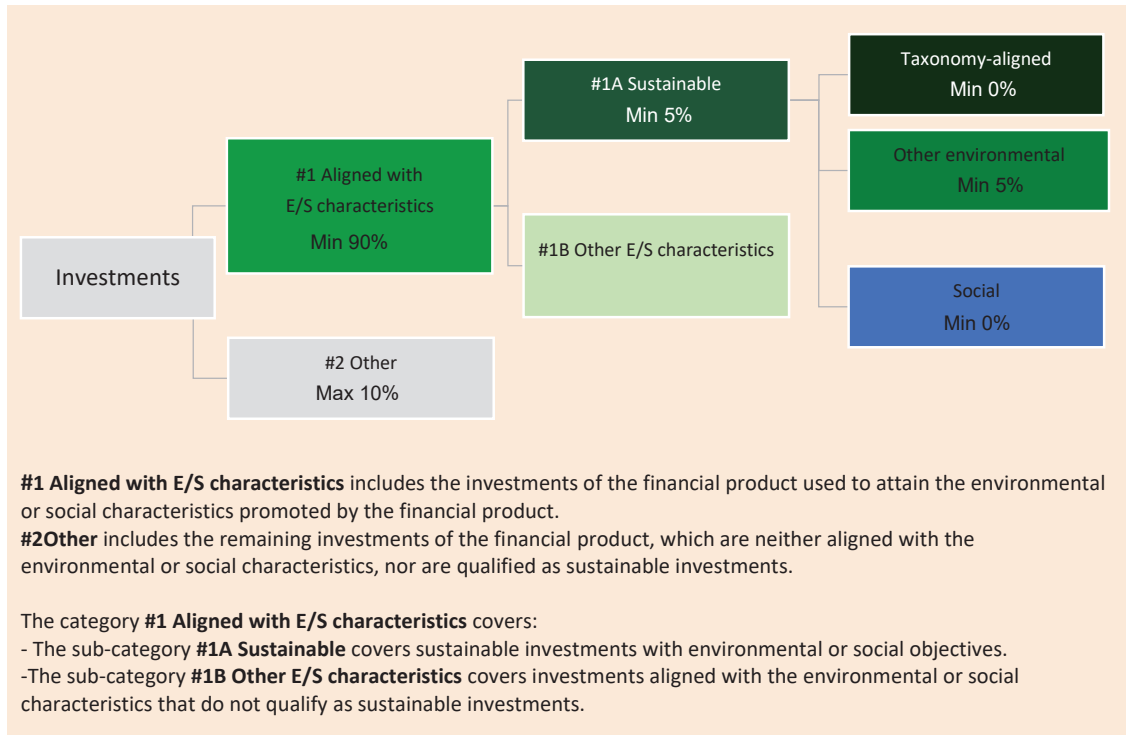 Investments
#1 Aligned with
E/S characteristics
Min 90%
#2 Other
Max 10%
#1A Sustainable
Min 5%
#1B Other E/S characteristics
Taxonomy-aligned
Min 0%
Other environmental
Min 5%
Social
Min 0%
#1 Aligned with E/S characteristics includes the investments of the financial product used to attain the environmental
or social characteristics promoted by the financial product.
#2Other includes the remaining investments of the financial product, which are neither aligned with the
environmental or social characteristics, nor are qualified as sustainable investments.
The category #1 Aligned with E/S characteristics covers:
- The sub-category #1A Sustainable covers sustainable investments with environmental or social objectives.
-The sub-category #1B Other E/S characteristics covers investments aligned with the environmental or social
characteristics that do not qualify as sustainable investments.